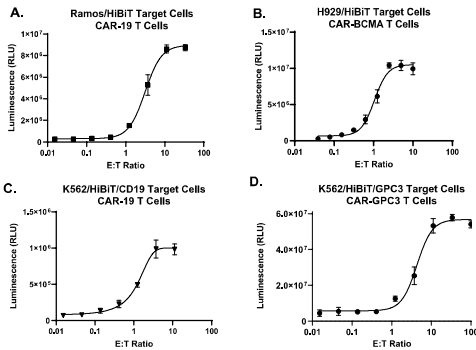 A.
Ramos/HiBiT Target Cells
CAR-19 T Cells
Luminescence (RLU)
1×10⁷
8×10⁶
6×10⁶
4×10⁶
2×10⁶
0
0.01 0.1 1 10 100
E:T Ratio
B.
H929/HiBiT Target Cells
CAR-BCMA T Cells
Luminescence (RLU)
1.5×10⁷
1×10⁷
5×10⁶
0
0.01 0.1 1 10 100
E:T Ratio
C.
K562/HiBiT/CD19 Target Cells
CAR-19 T Cells
Luminescence (RLU)
1.5×10⁶
1×10⁶
5×10⁵
0
0.01 0.1 1 10 100
E:T Ratio
D.
K562/HiBiT/GPC3 Target Cells
CAR-GPC3 T Cells
Luminescence (RLU)
6.0×10⁷
4.0×10⁷
2.0×10⁷
0
0.01 0.1 1 10 100
E:T Ratio